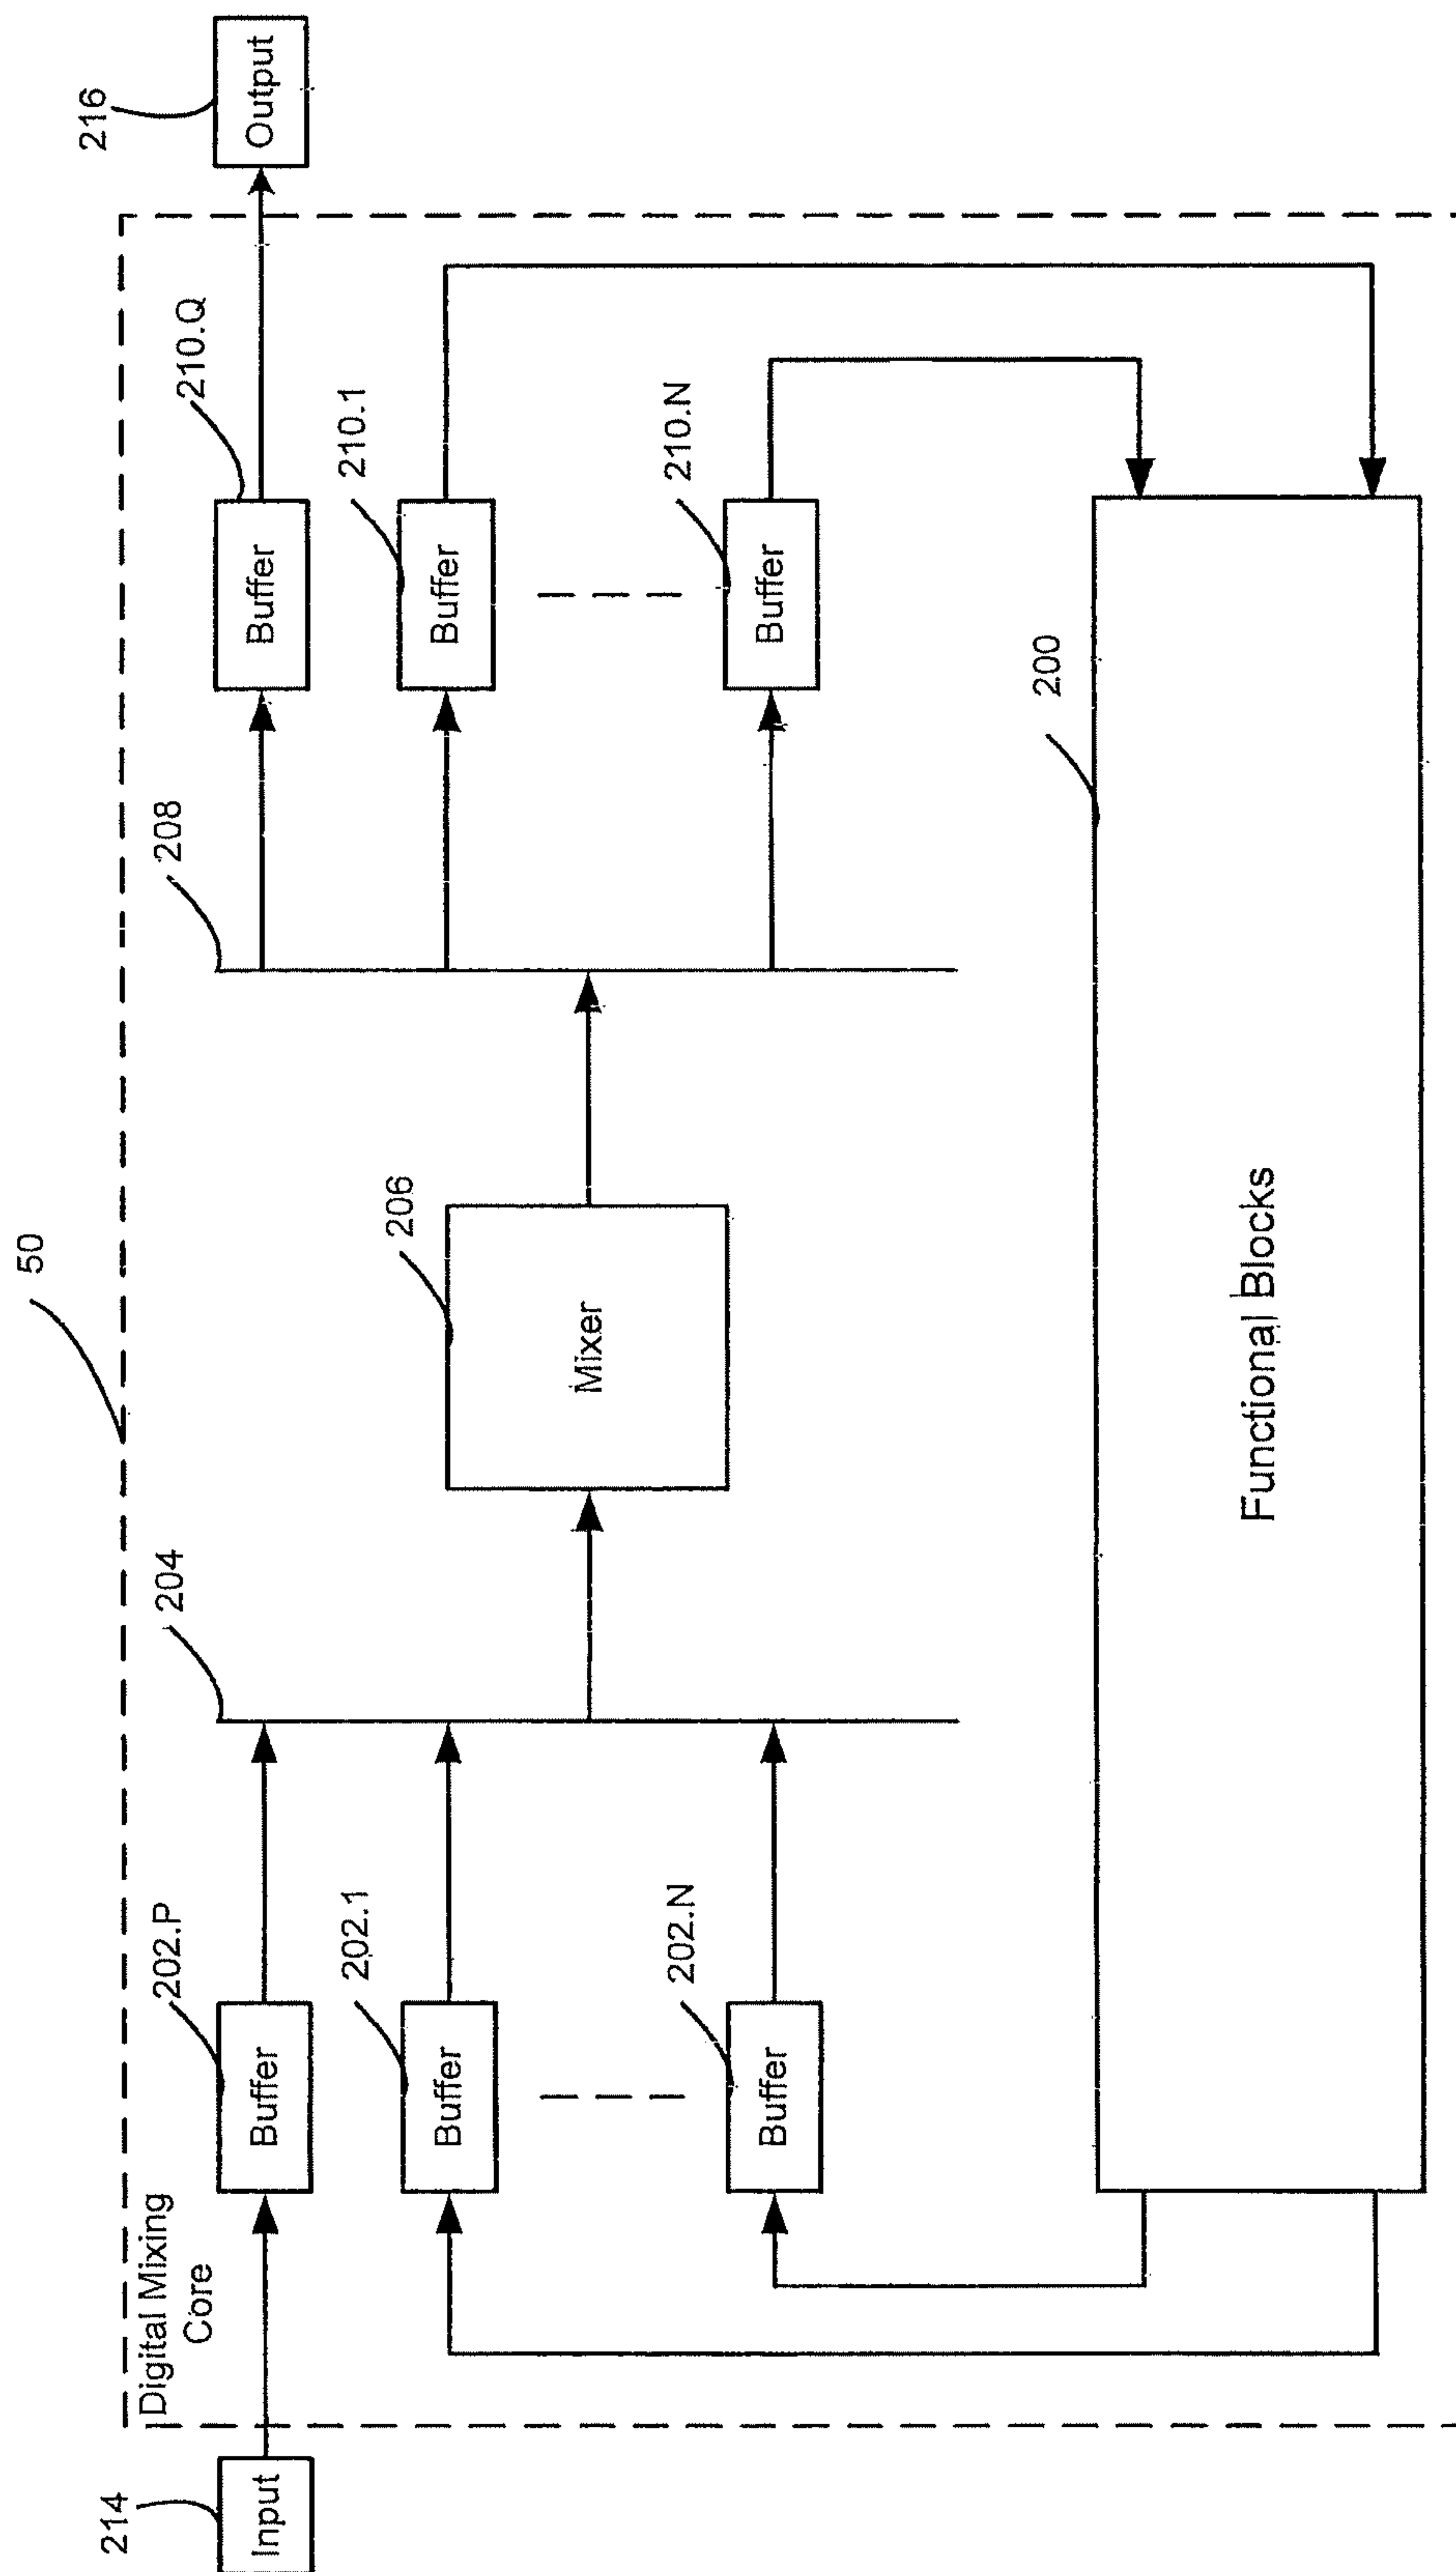 50
Digital Mixing
Core
214
Input
202.P
Buffer
202.1
Buffer
202.N
Buffer
204
206
Mixer
208
210.Q
Buffer
210.1
Buffer
210.N
Buffer
216
Output
200
Functional Blocks